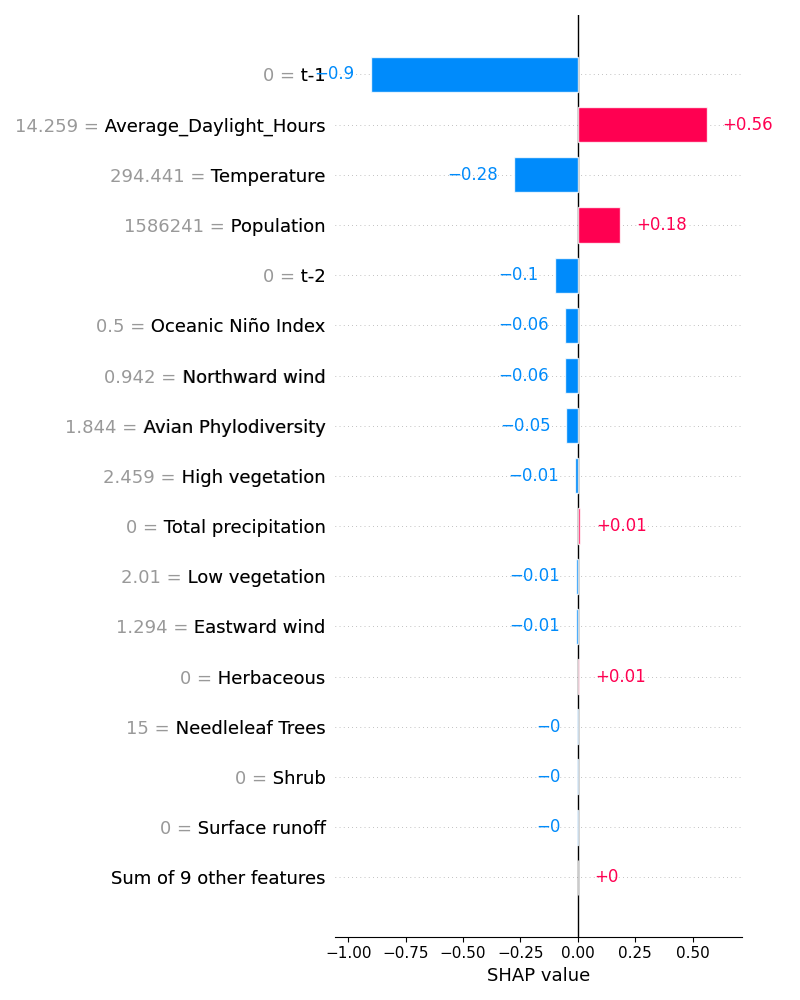 0 = t-1 −0.9
14.259 = Average_Daylight_Hours +0.56
294.441 = Temperature −0.28
1586241 = Population +0.18
0 = t-2 −0.1
0.5 = Oceanic Niño Index −0.06
0.942 = Northward wind −0.06
1.844 = Avian Phylodiversity −0.05
2.459 = High vegetation −0.01
0 = Total precipitation +0.01
2.01 = Low vegetation −0.01
1.294 = Eastward wind −0.01
0 = Herbaceous +0.01
15 = Needleleaf Trees −0
0 = Shrub −0
0 = Surface runoff −0
Sum of 9 other features +0
−1.00 −0.75 −0.50 −0.25 0.00 0.25 0.50
SHAP value